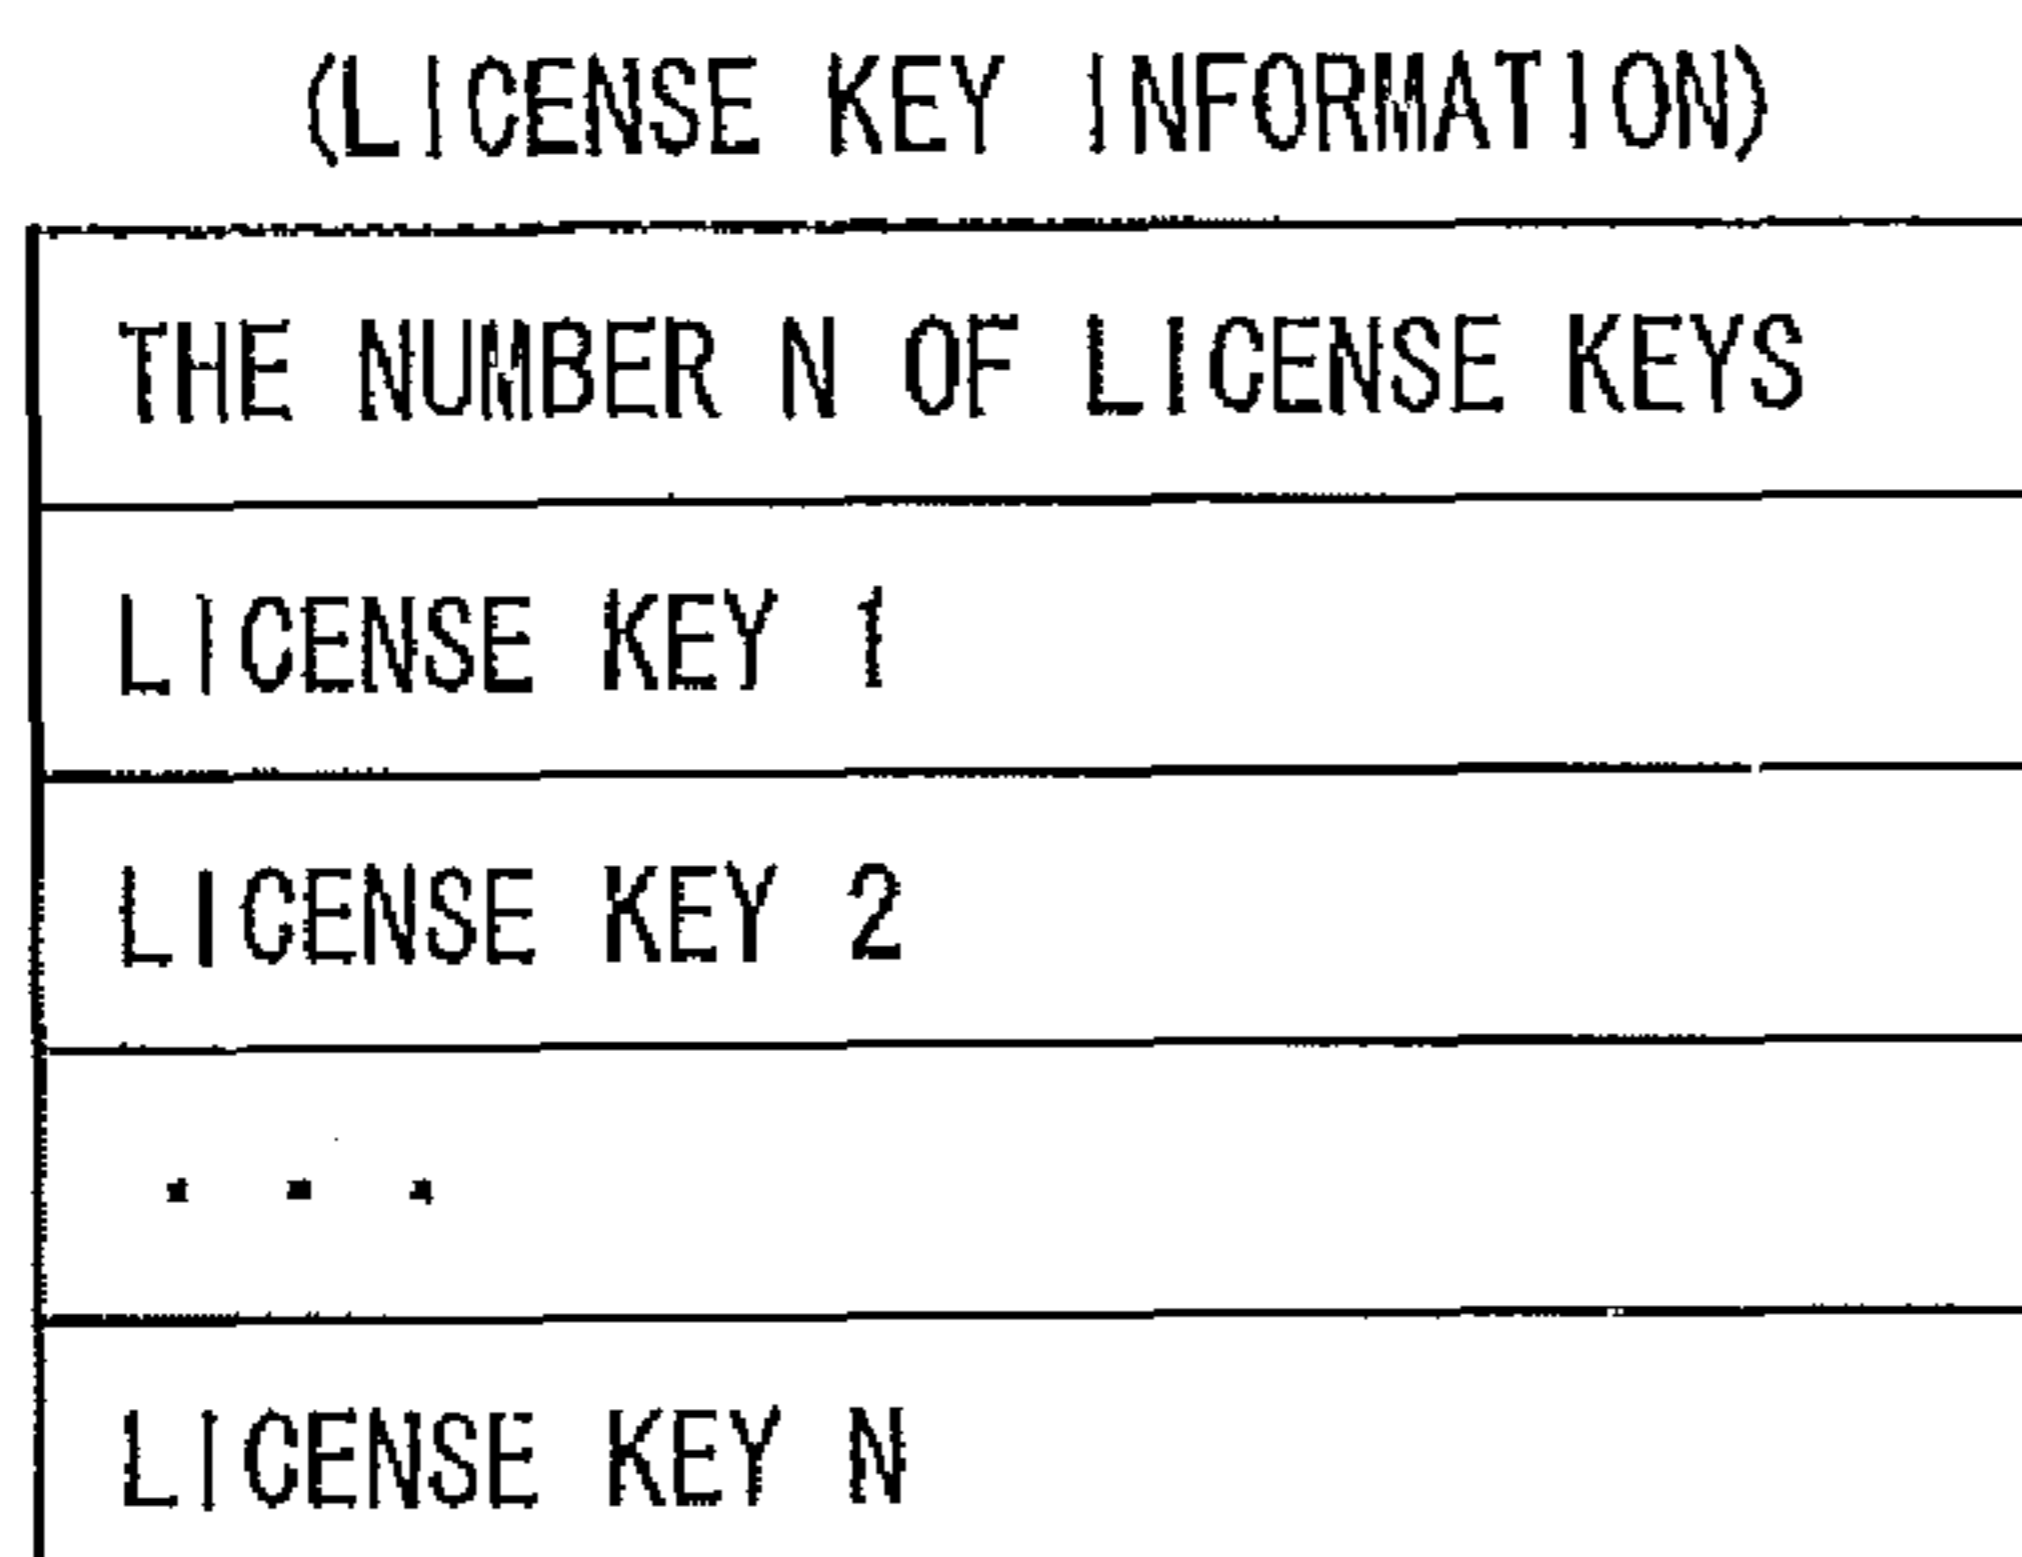 (LICENSE KEY INFORMATION)
THE NUMBER N OF LICENSE KEYS
LICENSE KEY 1
LICENSE KEY 2
. . .
LICENSE KEY N